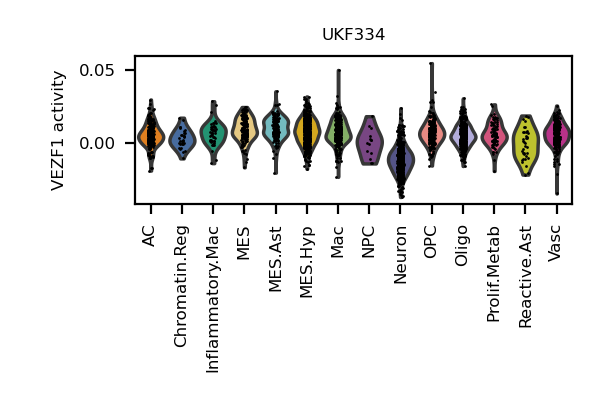 UKF334
VEZF1 activity
0.05
0.00
AC
Chromatin.Reg
Inflammatory.Mac
MES
MES.Ast
MES.Hyp
Mac
NPC
Neuron
OPC
Oligo
Prolif.Metab
Reactive.Ast
Vasc